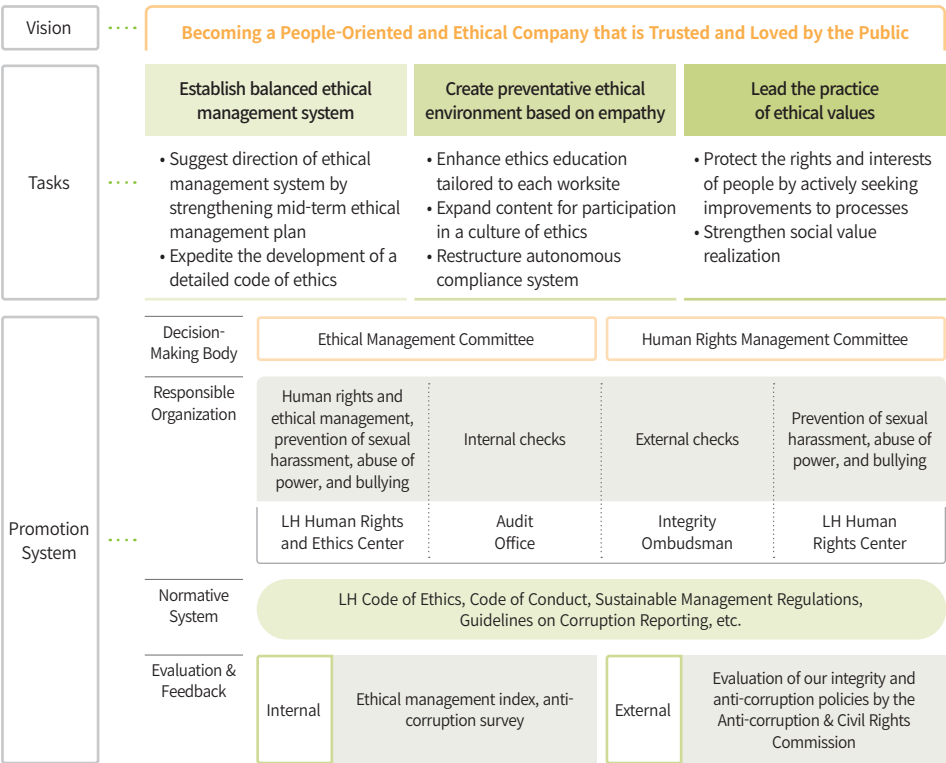 Vision
Becoming a People-Oriented and Ethical Company that is Trusted and Loved by the Public
Tasks
Establish balanced ethical
management system
• Suggest direction of ethical
management system by
strengthening mid-term ethical
management plan
• Expedite the development of a
detailed code of ethics
Create preventative ethical
environment based on empathy
• Enhance ethics education
tailored to each worksite
• Expand content for participation
in a culture of ethics
• Restructure autonomous
compliance system
Lead the practice
of ethical values
• Protect the rights and interests
of people by actively seeking
improvements to processes
• Strengthen social value
realization
Promotion
System
Decision-
Making Body
Ethical Management Committee
Human Rights Management Committee
Responsible
Organization
Human rights and
ethical management,
prevention of sexual
harassment, abuse of
power, and bullying
LH Human Rights
and Ethics Center
Internal checks
Audit
Office
External checks
Integrity
Ombudsman
Prevention of sexual
harassment, abuse of
power, and bullying
LH Human
Rights Center
Normative
System
LH Code of Ethics, Code of Conduct, Sustainable Management Regulations,
Guidelines on Corruption Reporting, etc.
Evaluation &
Feedback
Internal
Ethical management index, anti-
corruption survey
External
Evaluation of our integrity and
anti-corruption policies by the
Anti-corruption & Civil Rights
Commission